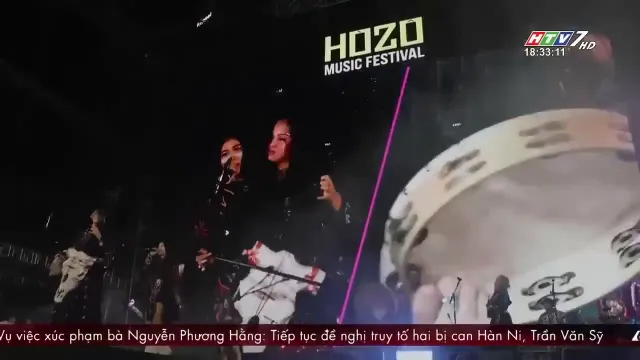 HOZO
MUSIC FESTIVAL
HTV7 HD
18:33:11
Vụ việc xúc phạm bà Nguyễn Phương Hằng: Tiếp tục đề nghị truy tố hai bị can Hàn Ni, Trần Văn Sỹ